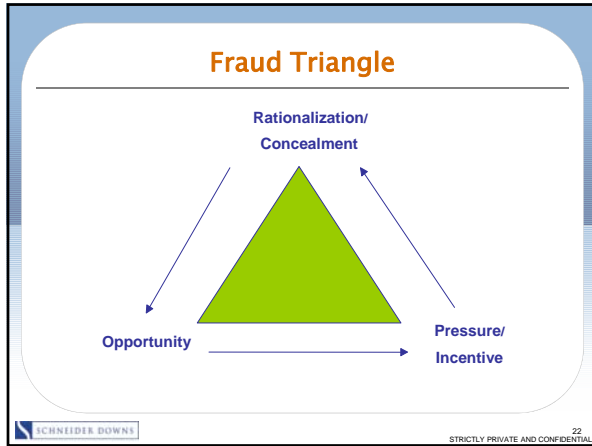 Fraud Triangle
Rationalization/
Concealment
Opportunity
Pressure/
Incentive
SCHNEIDER DOWNS
22
STRICTLY PRIVATE AND CONFIDENTIAL